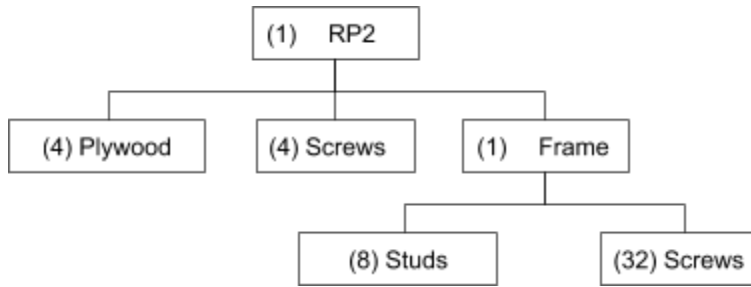 (1) RP2
(4) Plywood
(4) Screws
(1) Frame
(8) Studs
(32) Screws